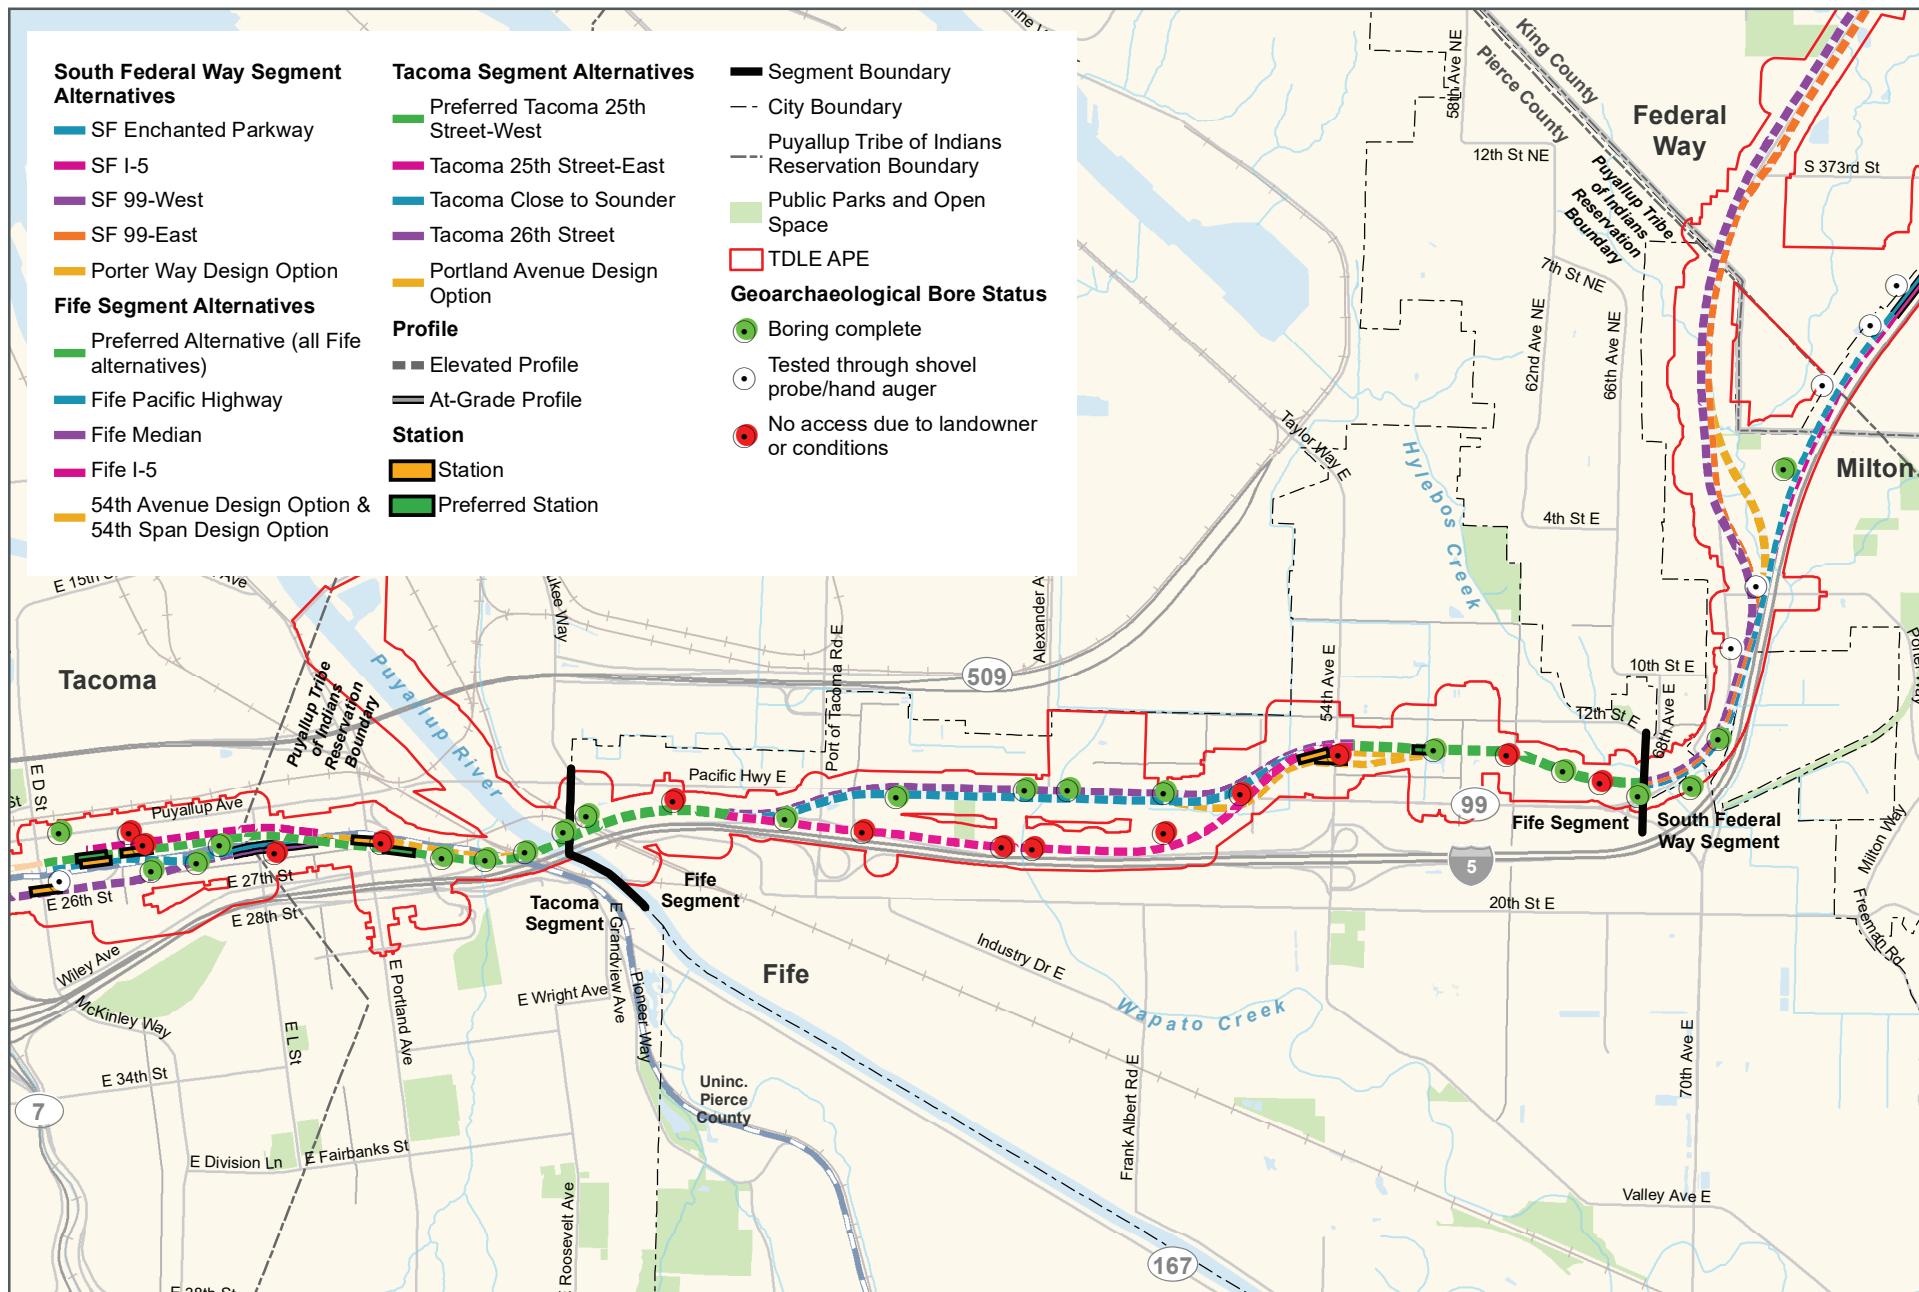 South Federal Way Segment
Alternatives
SF Enchanted Parkway
SF I-5
SF 99-West
SF 99-East
Porter Way Design Option
Fife Segment Alternatives
Preferred Alternative (all Fife
alternatives)
Fife Pacific Highway
Fife Median
Fife I-5
54th Avenue Design Option &
54th Span Design Option
Tacoma Segment Alternatives
Preferred Tacoma 25th
Street-West
Tacoma 25th Street-East
Tacoma Close to Sounder
Tacoma 26th Street
Portland Avenue Design
Option
Profile
Elevated Profile
At-Grade Profile
Station
Station
Preferred Station
Segment Boundary
City Boundary
Puyallup Tribe of Indians
Reservation Boundary
Public Parks and Open
Space
TDLE APE
Geoarchaeological Bore Status
Boring complete
Tested through shovel
probe/hand auger
No access due to landowner
or conditions
King County
Pierce County
58th Ave NE
Federal
Way
12th St NE
S 373rd St
Puyallup Tribe
of Indians
Reservation
Boundary
7th St NE
62nd Ave NE
66th Ave NE
Taylor Way E
Hylebos Creek
Milton
4th St E
E 15th
Ave
Alexander
Port of Tacoma Rd E
54th Ave E
10th St E
12th St E
68th Ave E
509
Tacoma
Puyallup Tribe
of Indians
Reservation
Boundary
Puyallup River
Pacific Hwy E
E D St
St
Puyallup Ave
99
Fife Segment
South Federal
Way Segment
5
Milton Way
Freeman Rd
E 27th St
E 26th St
E 28th St
Wiley Ave
McKinley Way
Tacoma
Segment
Fife
Segment
20th St E
Industry Dr E
Fife
Wapato Creek
E Grandview Ave
Pioneer Way
E Wright Ave
E Portland Ave
E L St
E 34th St
7
Uninc.
Pierce
County
Frank Albert Rd E
70th Ave E
E Division Ln
E Fairbanks St
E Roosevelt Ave
Valley Ave E
167
E 38th St